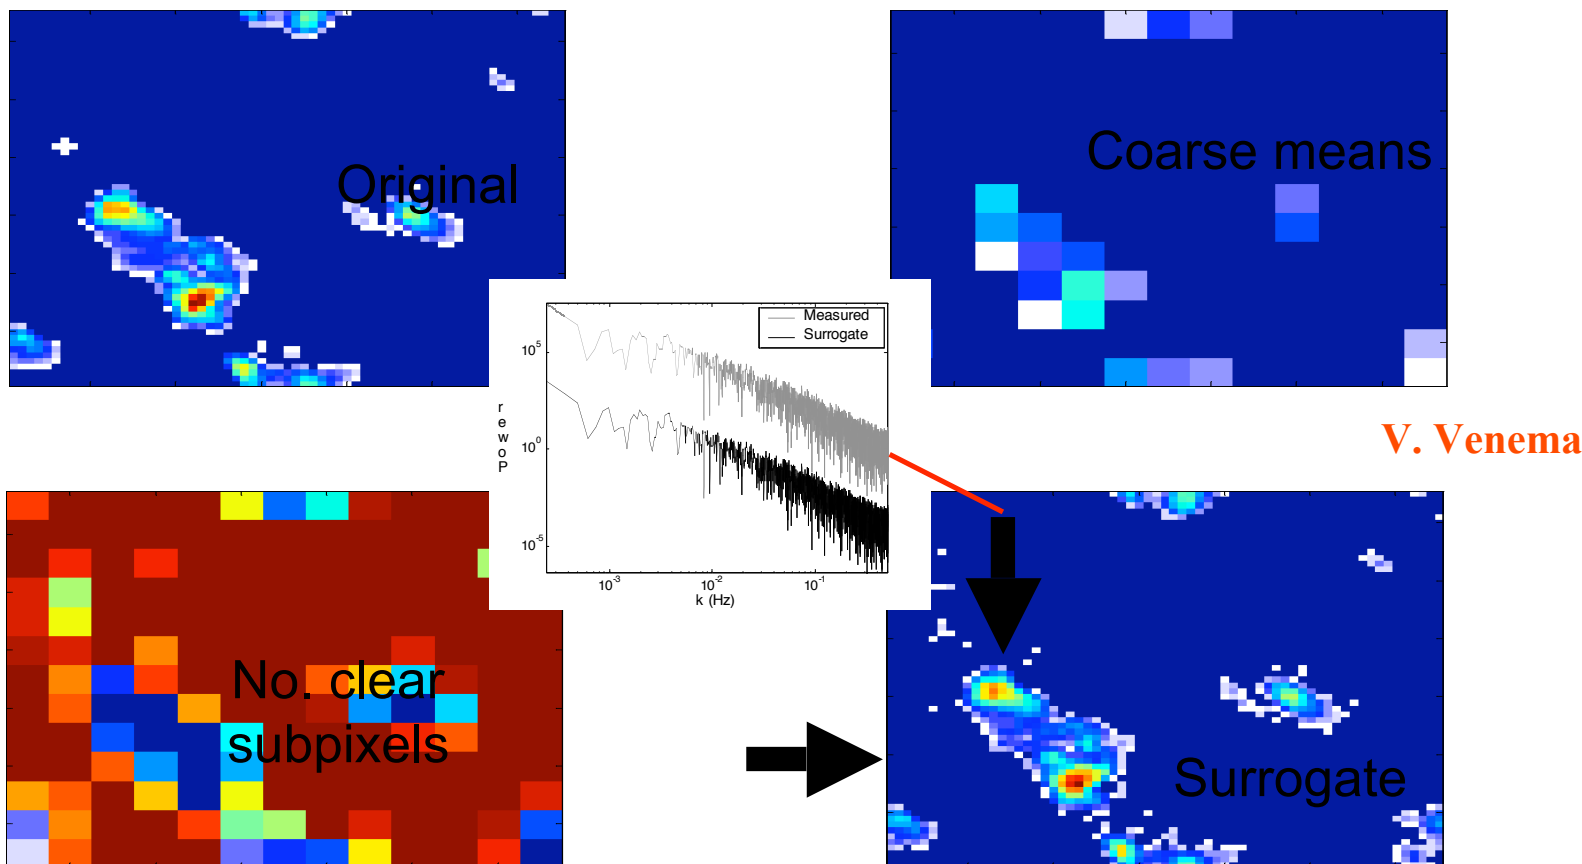 Original
Coarse means
Measured
Surrogate
10^5
10^0
10^-5
rewoP
10^-3
10^-2
10^-1
k (Hz)
V. Venema
No. clear
subpixels
Surrogate